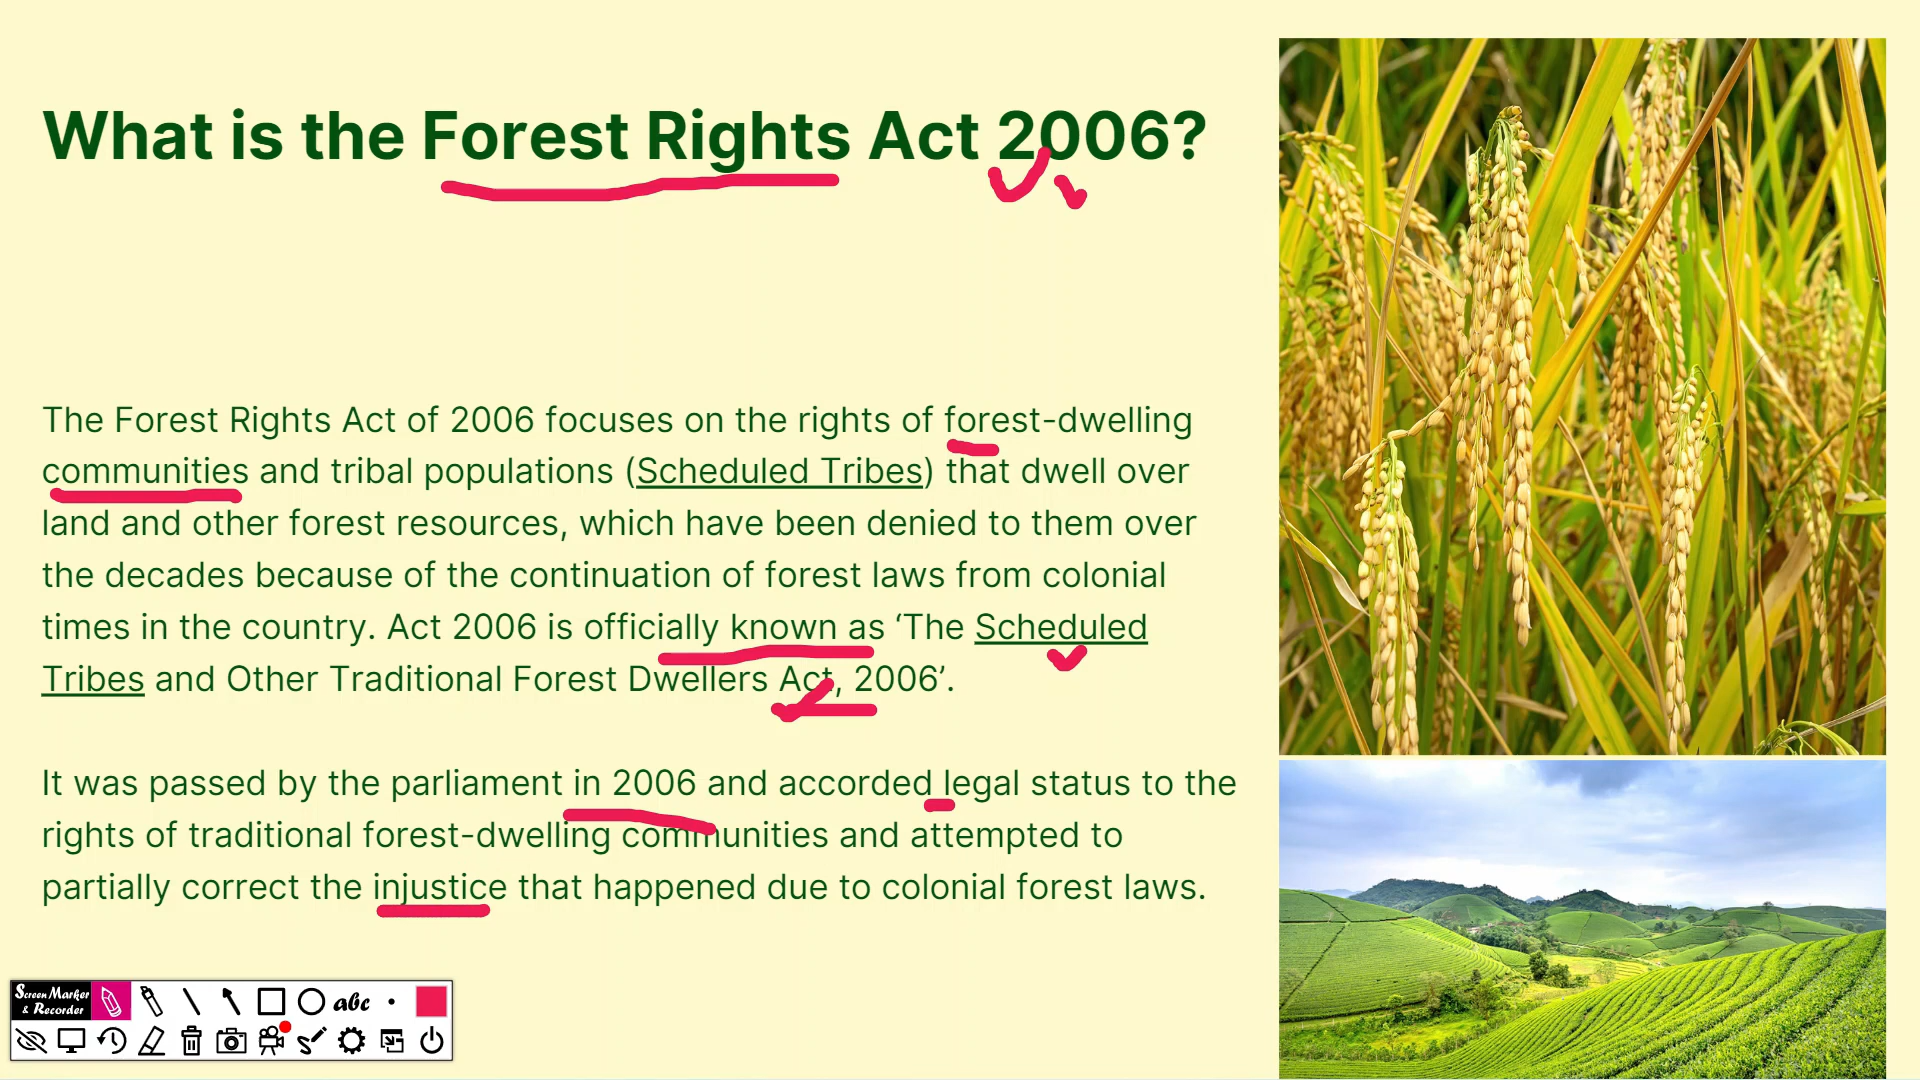 What is the Forest Rights Act 2006?
The Forest Rights Act of 2006 focuses on the rights of forest-dwelling
communities and tribal populations (Scheduled Tribes) that dwell over
land and other forest resources, which have been denied to them over
the decades because of the continuation of forest laws from colonial
times in the country. Act 2006 is officially known as ‘The Scheduled
Tribes and Other Traditional Forest Dwellers Act, 2006’.
It was passed by the parliament in 2006 and accorded legal status to the
rights of traditional forest-dwelling communities and attempted to
partially correct the injustice that happened due to colonial forest laws.
Screen Marker
& Recorder
abc